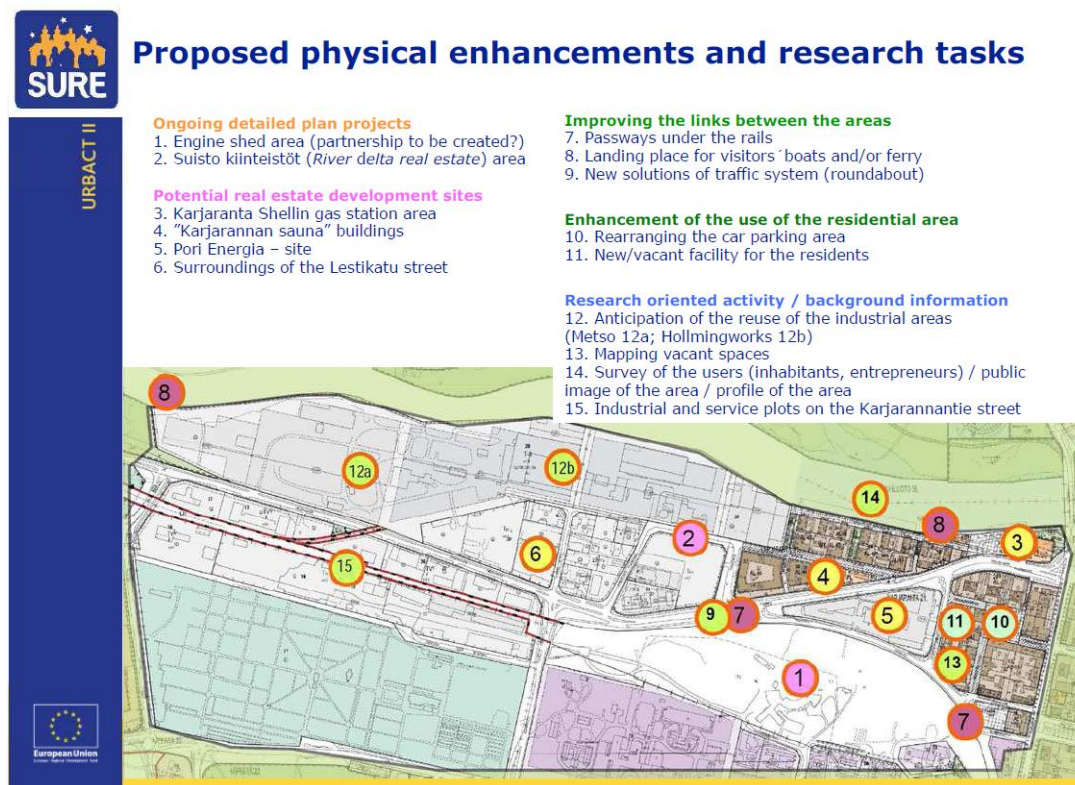 SURE
Proposed physical enhancements and research tasks
URBACT II
Ongoing detailed plan projects
1. Engine shed area (partnership to be created?)
2. Suisto kiinteistöt (River delta real estate) area
Potential real estate development sites
3. Karjaranta Shellin gas station area
4. ”Karjarannan sauna” buildings
5. Pori Energia – site
6. Surroundings of the Lestikatu street
Improving the links between the areas
7. Passways under the rails
8. Landing place for visitors´boats and/or ferry
9. New solutions of traffic system (roundabout)
Enhancement of the use of the residential area
10. Rearranging the car parking area
11. New/vacant facility for the residents
Research oriented activity / background information
12. Anticipation of the reuse of the industrial areas
(Metso 12a; Hollmingworks 12b)
13. Mapping vacant spaces
14. Survey of the users (inhabitants, entrepreneurs) / public
image of the area / profile of the area
15. Industrial and service plots on the Karjarannantie street
8
12a
12b
14
8
2
3
6
15
4
9
7
5
11
10
13
1
7
European Union
European Regional Development Fund